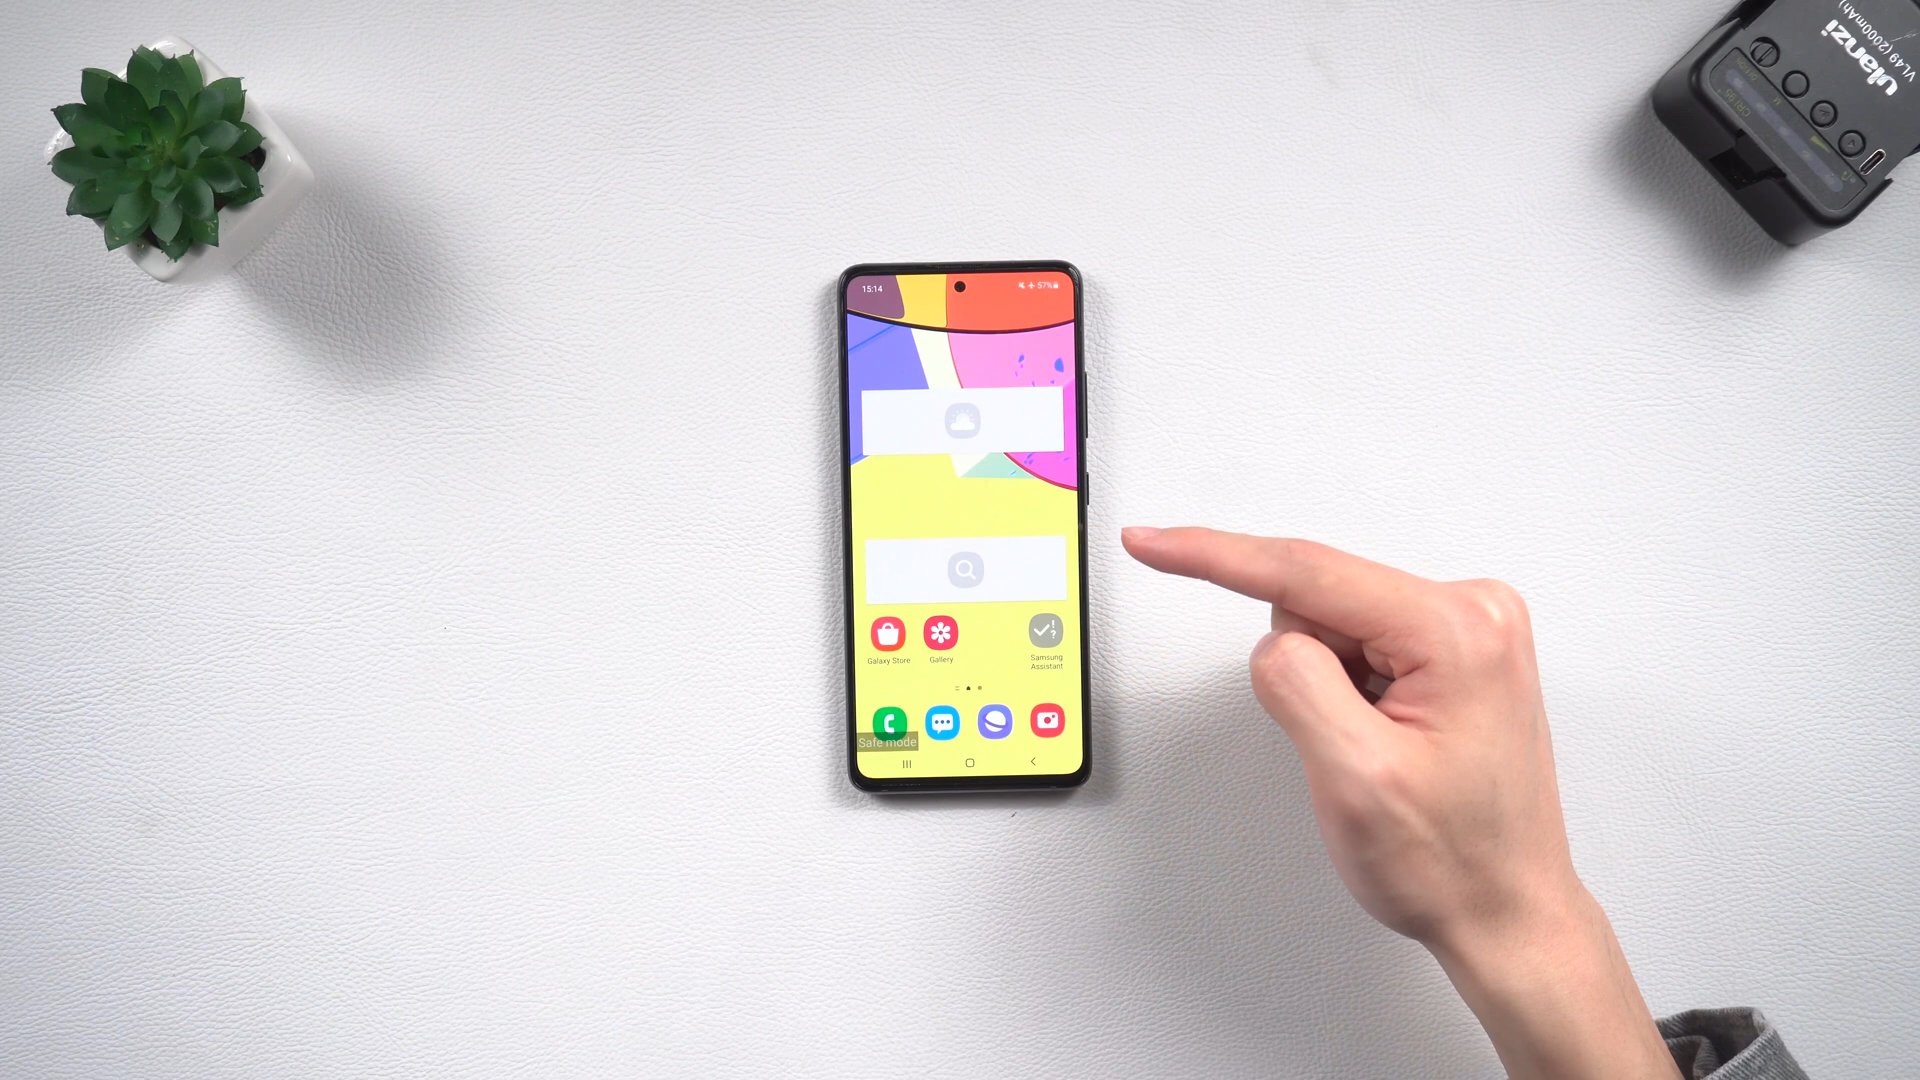 ulanzi
VL49 (2000mAh)
15:14
57%
Galaxy Store
Gallery
Samsung
Assistant
Safe mode